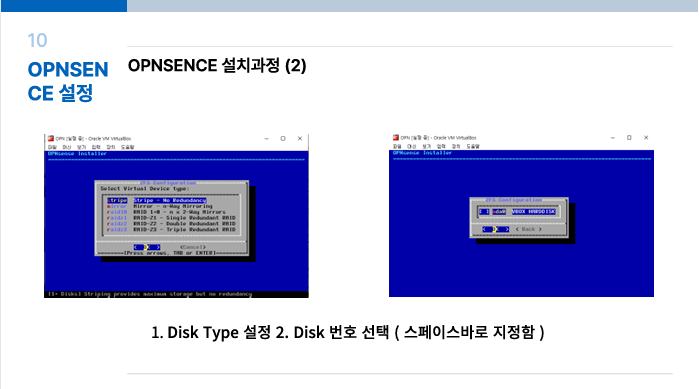 10
OPNSEN
CE 설정
OPNSENCE 설치과정 (2)
OPN [설정 중] - Oracle VM VirtualBox
파일 머신 보기 입력 장치 도움말
OPNsense Installer
ZFS Configuration
Select Virtual Device type:
stripe Stripe - No Redundancy
mirror Mirror - n-Way Mirroring
raid10 RAID 1+0 - n x 2-Way Mirrors
raidz1 RAID-Z1 - Single Redundant RAID
raidz2 RAID-Z2 - Double Redundant RAID
raidz3 RAID-Z3 - Triple Redundant RAID
< OK > <Cancel>
[Press arrows, TAB or ENTER]
[1+ Disks] Striping provides maximum storage but no redundancy
OPN [설정 중] - Oracle VM VirtualBox
파일 머신 보기 입력 장치 도움말
OPNsense Installer
ZFS Configuration
[ ] ada0 VBOX HARDDISK
< OK > < Back >
1. Disk Type 설정 2. Disk 번호 선택 ( 스페이스바로 지정함 )